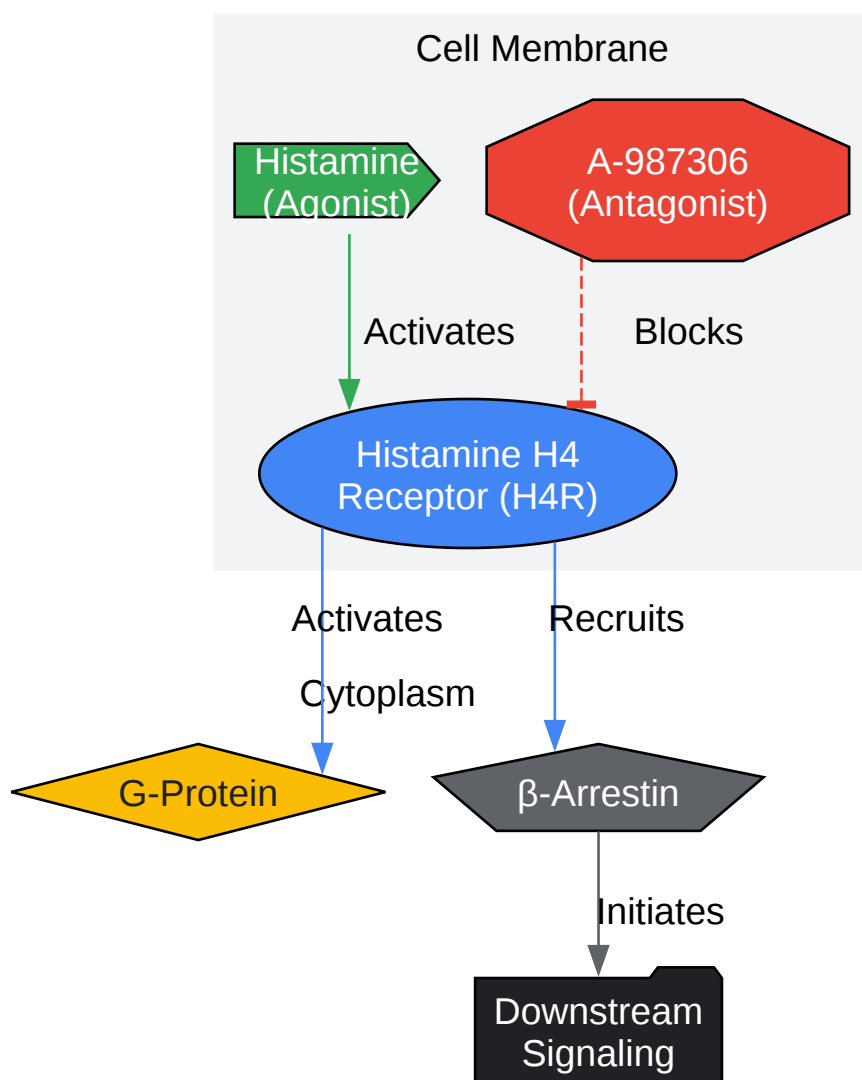 Cell Membrane
Histamine
(Agonist)
A-987306
(Antagonist)
Activates
Blocks
Histamine H4
Receptor (H4R)
Activates
Recruits
Cytoplasm
G-Protein
β-Arrestin
Initiates
Downstream
Signaling